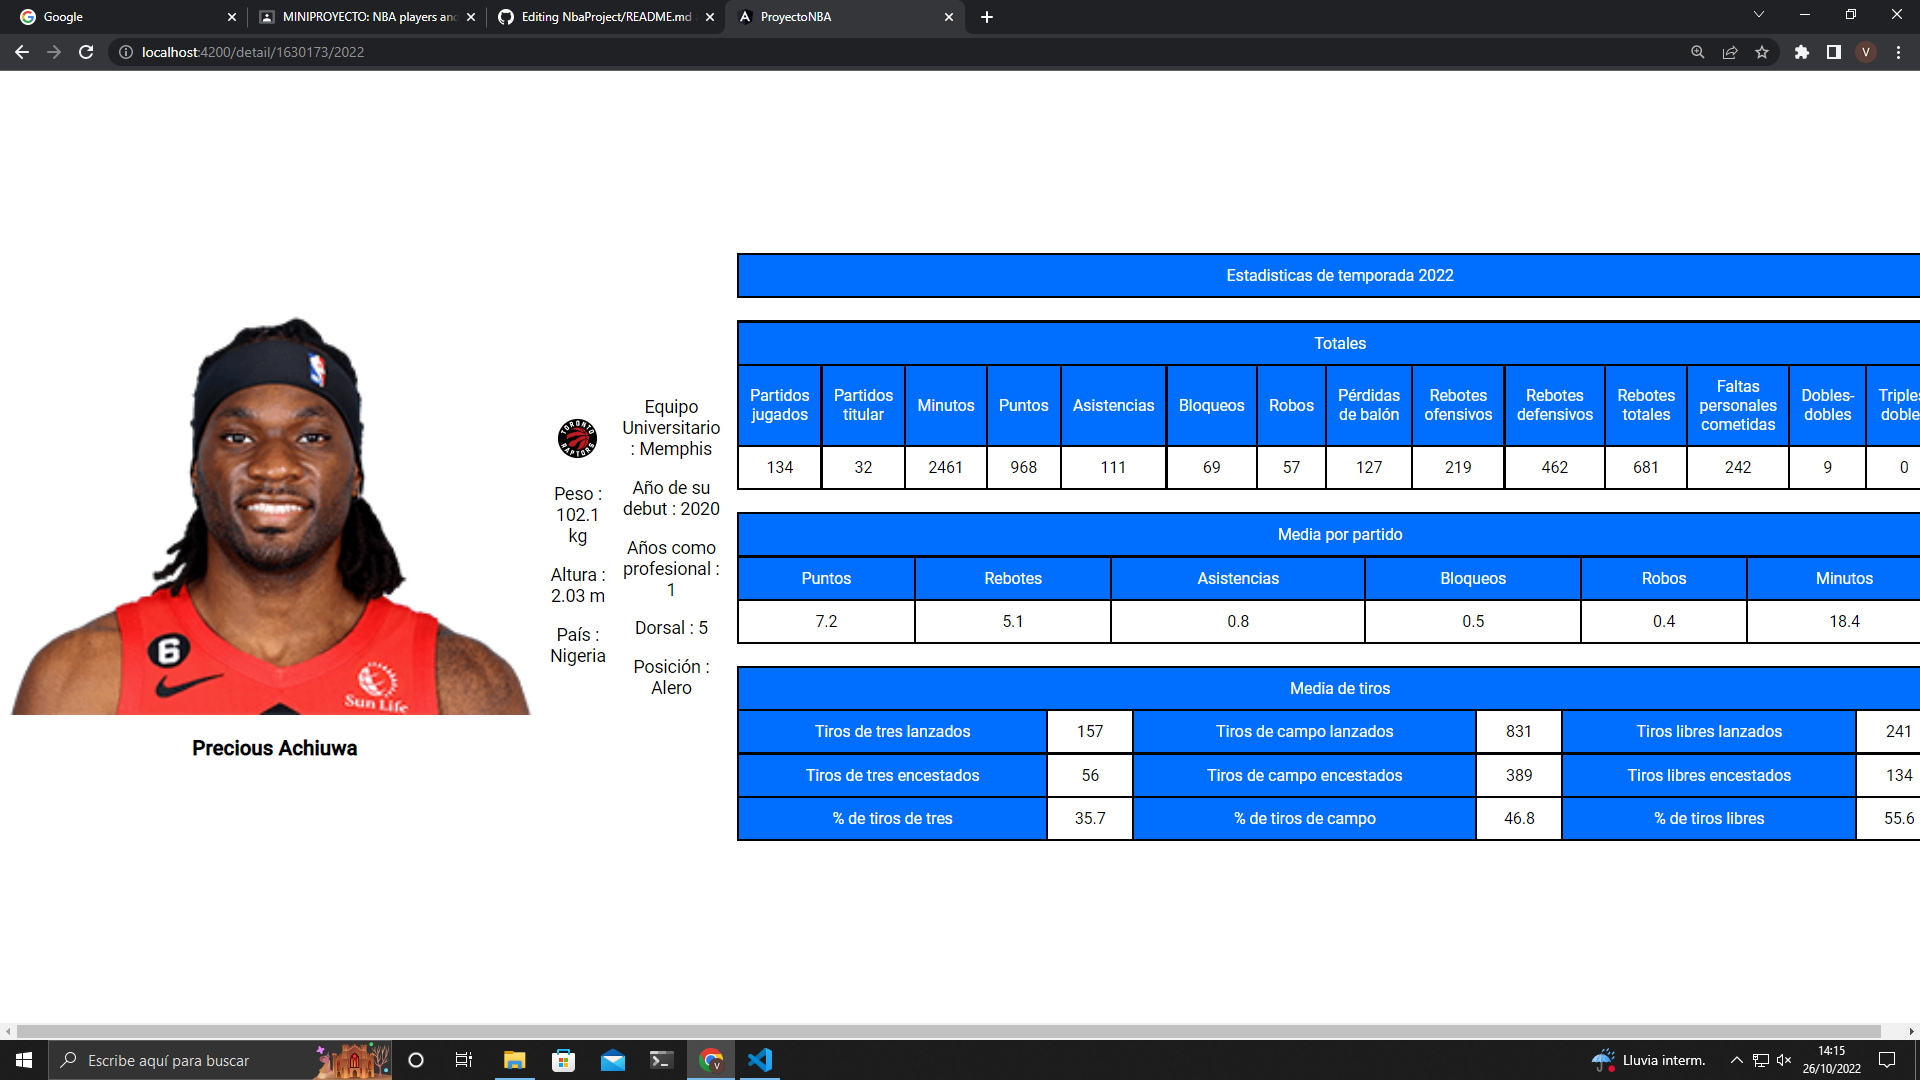 Google
MINIPROYECTO: NBA players and
Editing NbaProject/README.md
ProyectoNBA
localhost:4200/detail/1630173/2022
V
Estadisticas de temporada 2022
Totales
Partidos jugados
Partidos titular
Minutos
Puntos
Asistencias
Bloqueos
Robos
Pérdidas de balón
Rebotes ofensivos
Rebotes defensivos
Rebotes totales
Faltas personales cometidas
Dobles-dobles
Triples doble
134 32 2461 968 111 69 57 127 219 462 681 242 9 0
Media por partido
Puntos Rebotes Asistencias Bloqueos Robos Minutos
7.2 5.1 0.8 0.5 0.4 18.4
Media de tiros
Tiros de tres lanzados 157 Tiros de campo lanzados 831 Tiros libres lanzados 241
Tiros de tres encestados 56 Tiros de campo encestados 389 Tiros libres encestados 134
% de tiros de tres 35.7 % de tiros de campo 46.8 % de tiros libres 55.6
TORONTO
RAPTORS
Peso :
102.1
kg
Altura :
2.03 m
País :
Nigeria
Equipo
Universitario
: Memphis
Año de su
debut : 2020
Años como
profesional :
1
Dorsal : 5
Posición :
Alero
6
Sun Life
Precious Achiuwa
Escribe aquí para buscar
Lluvia interm.
14:15
26/10/2022